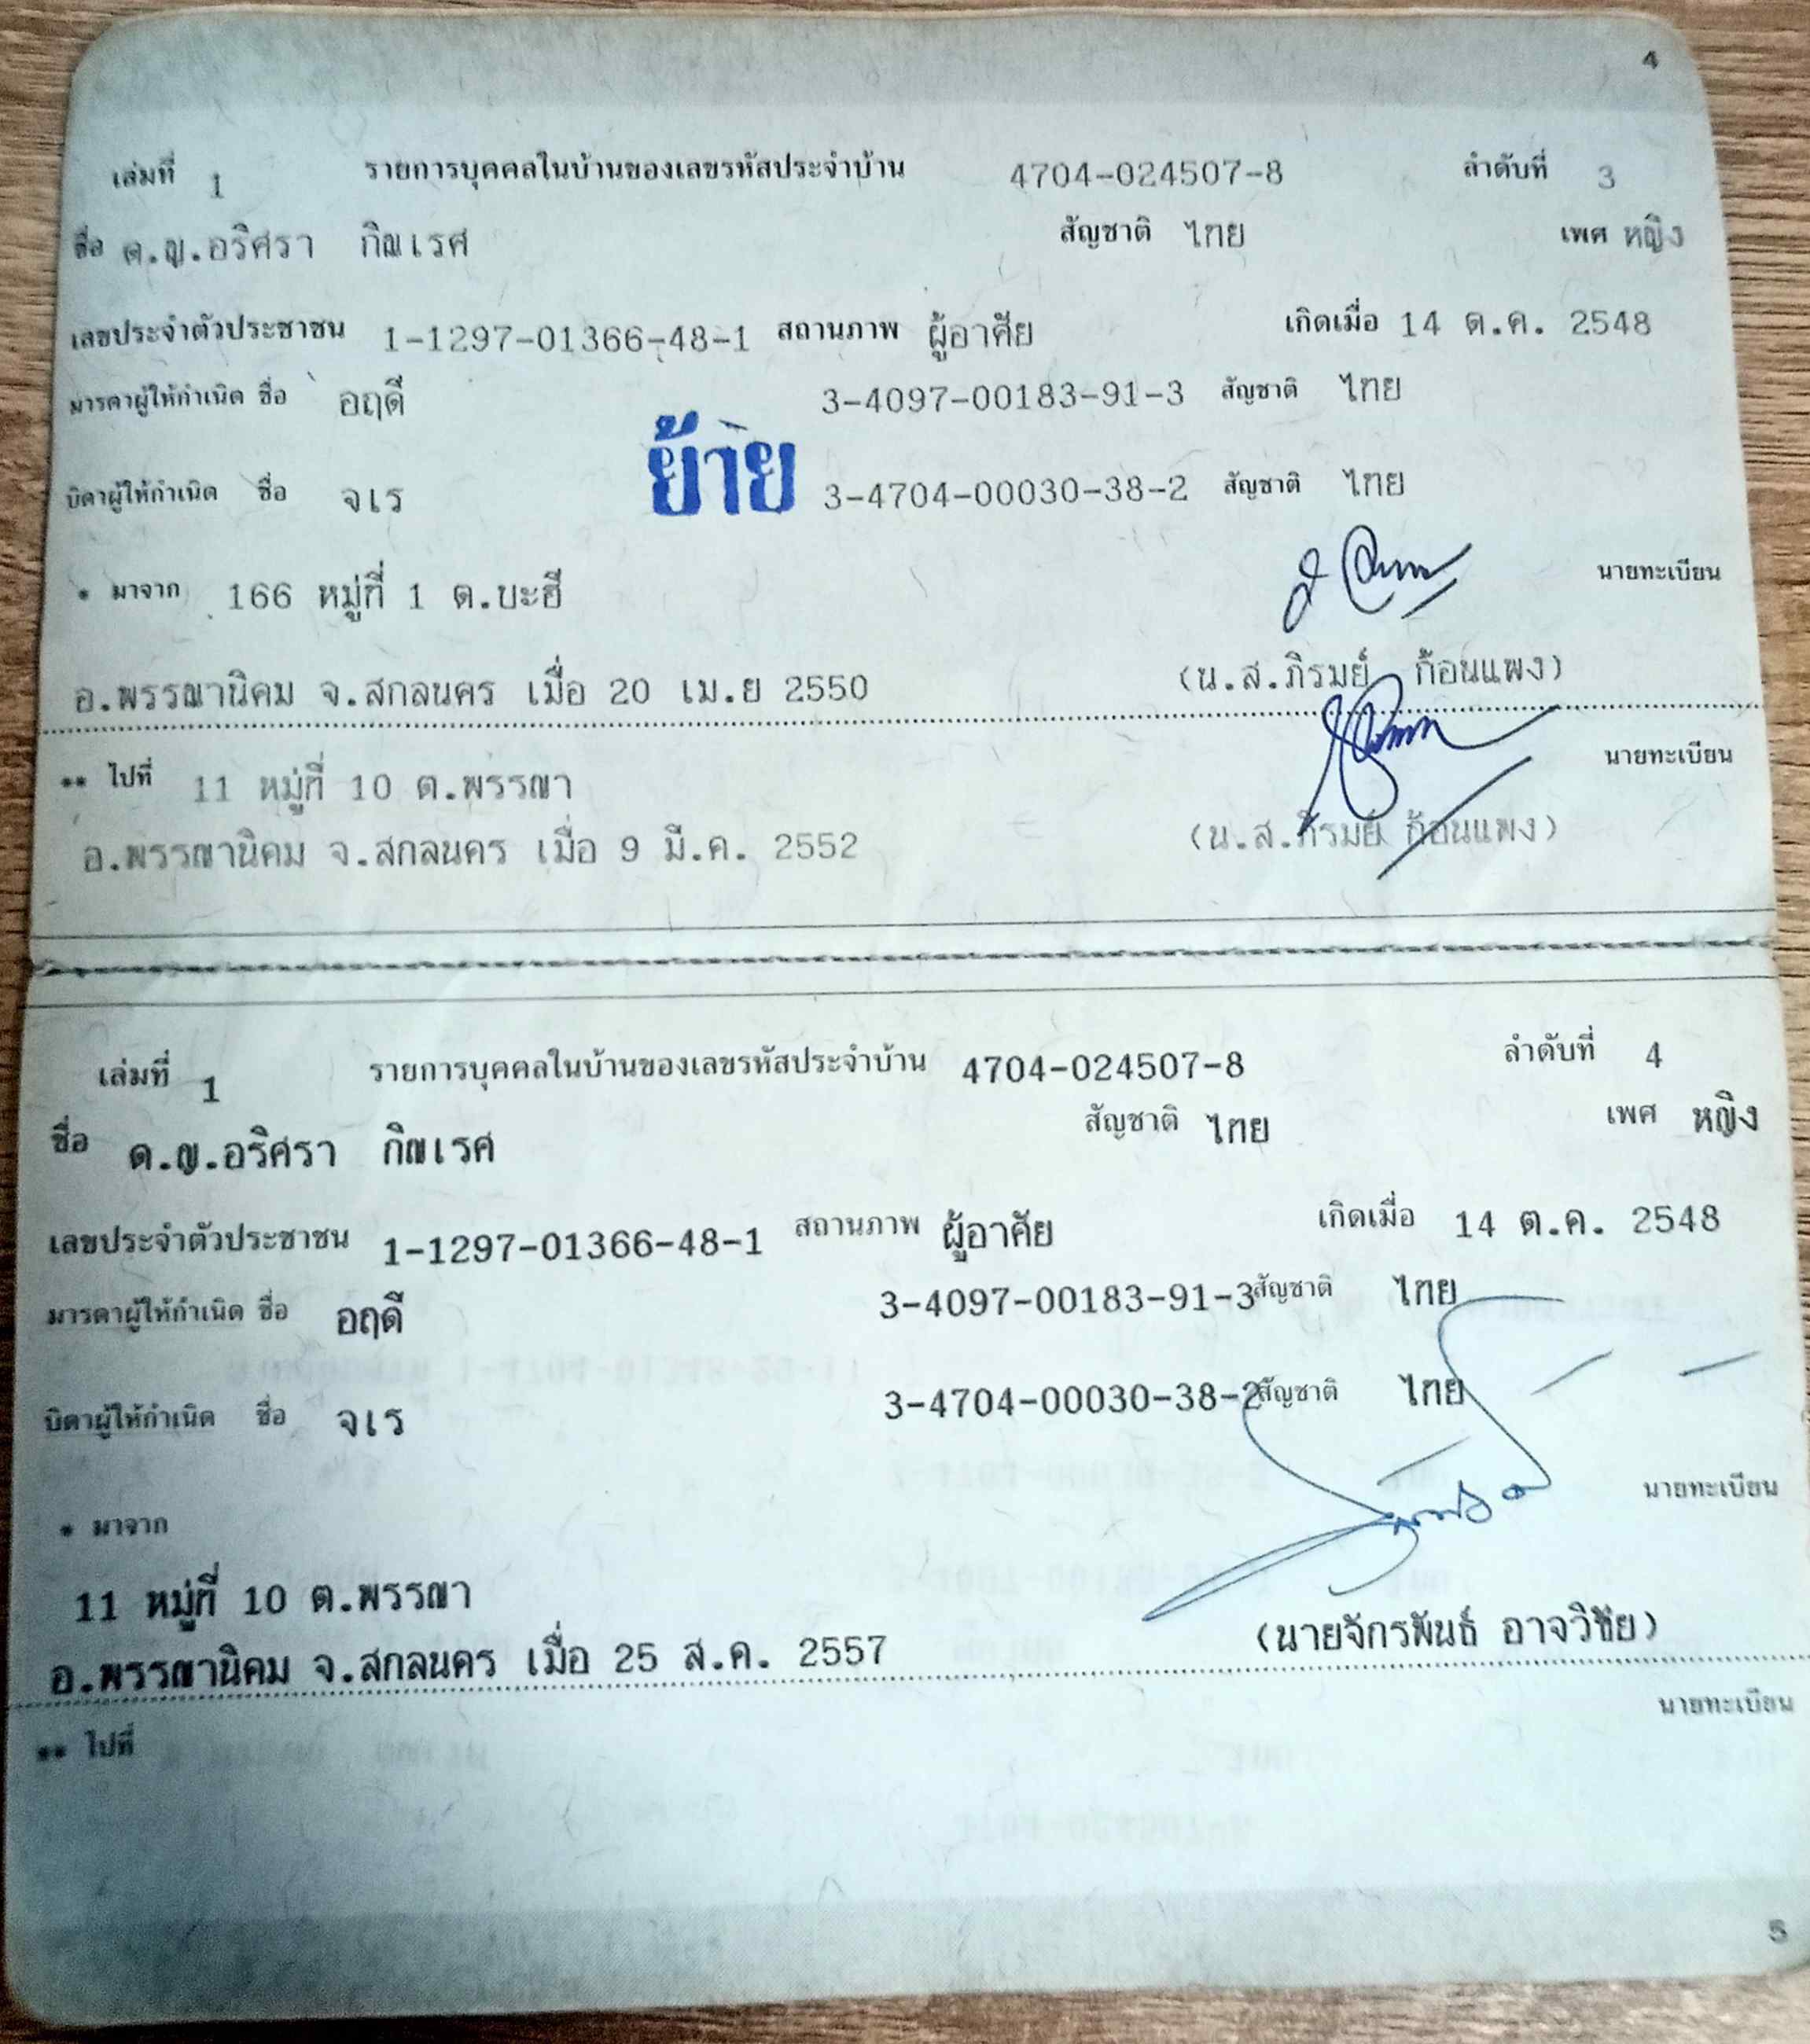 4
เล่มที่ 1 รายการบุคคลในบ้านของเลขรหัสประจำบ้าน 4704-024507-8 ลำดับที่ 3
ชื่อ ด.ญ.อริศรา กิณเรศ สัญชาติ ไทย เพศ หญิง
เลขประจำตัวประชาชน 1-1297-01366-48-1 สถานภาพ ผู้อาศัย เกิดเมื่อ 14 ต.ค. 2548
มารดาผู้ให้กำเนิด ชื่อ อฤดี 3-4097-00183-91-3 สัญชาติ ไทย
ย้าย
บิดาผู้ให้กำเนิด ชื่อ จเร 3-4704-00030-38-2 สัญชาติ ไทย
* มาจาก 166 หมู่ที่ 1 ต.บะฮี นายทะเบียน
อ.พรรณานิคม จ.สกลนคร เมื่อ 20 เม.ย 2550 (น.ส.ภิรมย์ ก้อนแพง)
** ไปที่ 11 หมู่ที่ 10 ต.พรรณา นายทะเบียน
อ.พรรณานิคม จ.สกลนคร เมื่อ 9 มี.ค. 2552 (น.ส.ภิรมย์ ก้อนแพง)
เล่มที่ 1 รายการบุคคลในบ้านของเลขรหัสประจำบ้าน 4704-024507-8 ลำดับที่ 4
ชื่อ ด.ญ.อริศรา กิณเรศ สัญชาติ ไทย เพศ หญิง
เลขประจำตัวประชาชน 1-1297-01366-48-1 สถานภาพ ผู้อาศัย เกิดเมื่อ 14 ต.ค. 2548
มารดาผู้ให้กำเนิด ชื่อ อฤดี 3-4097-00183-91-3 สัญชาติ ไทย
บิดาผู้ให้กำเนิด ชื่อ จเร 3-4704-00030-38-2 สัญชาติ ไทย
* มาจาก นายทะเบียน
11 หมู่ที่ 10 ต.พรรณา
อ.พรรณานิคม จ.สกลนคร เมื่อ 25 ส.ค. 2557 (นายจักรพันธ์ อาจวิชัย)
** ไปที่ นายทะเบียน
5